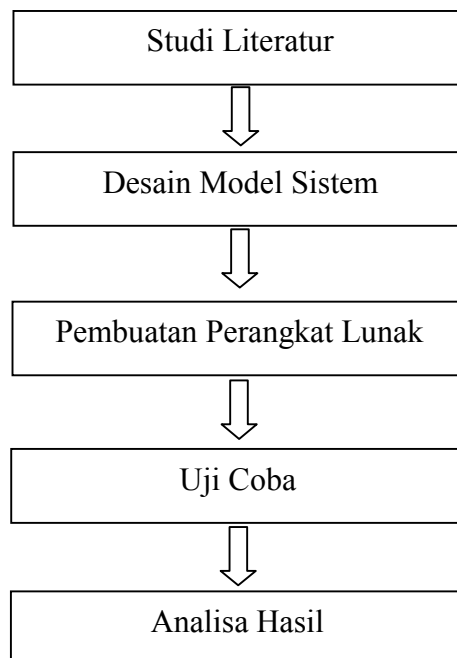 Studi Literatur
Desain Model Sistem
Pembuatan Perangkat Lunak
Uji Coba
Analisa Hasil